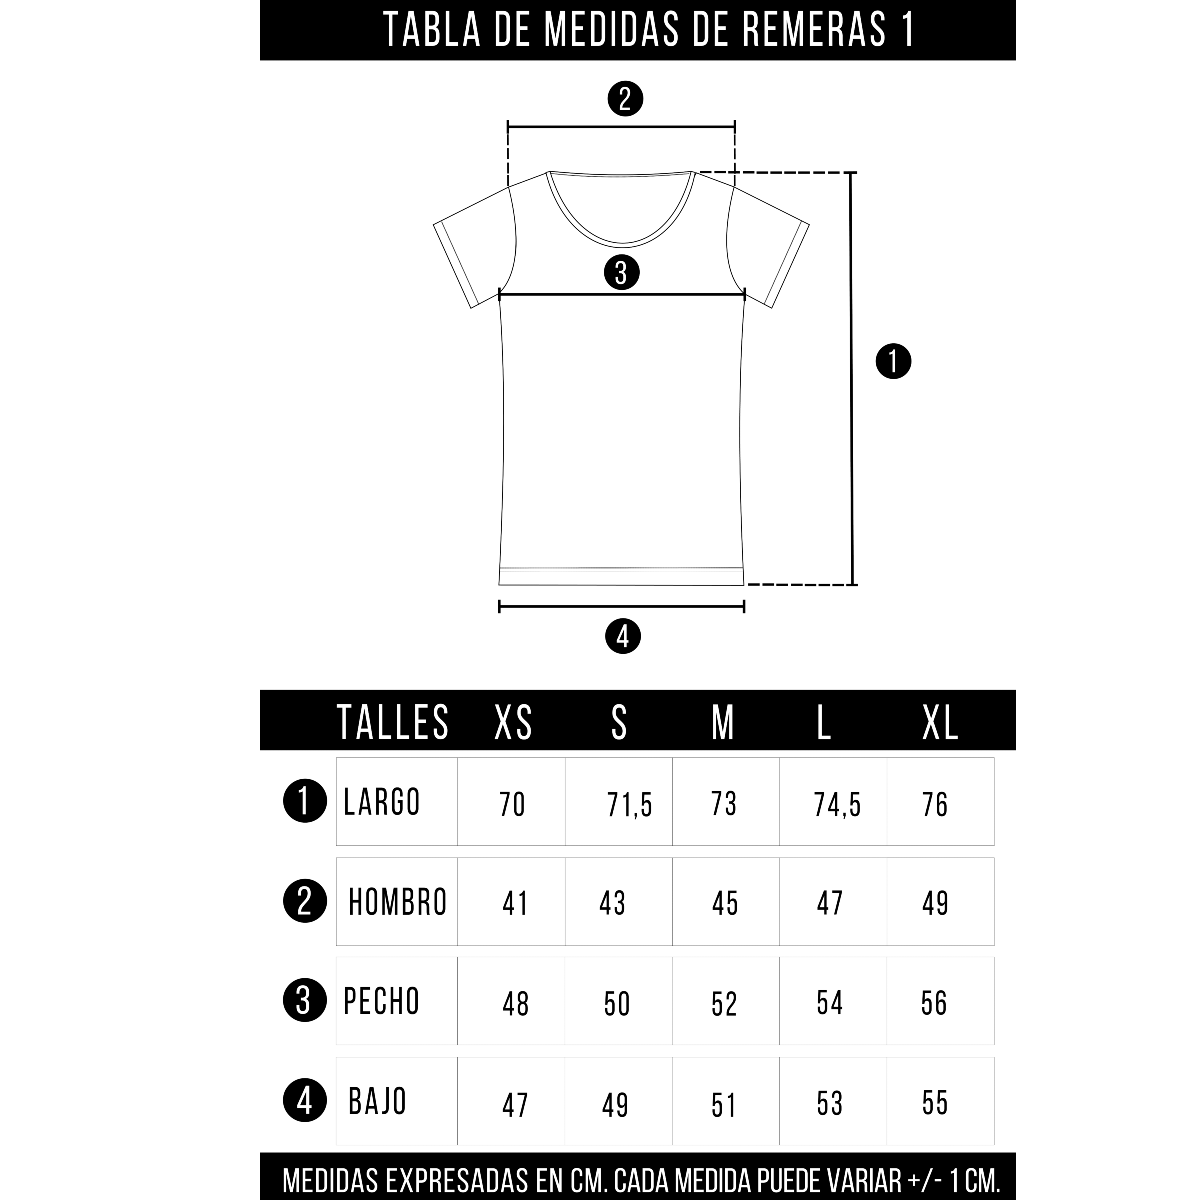 TABLA DE MEDIDAS DE REMERAS 1
2
3
1
4
TALLES XS S M L XL
1 LARGO 70 71,5 73 74,5 76
2 HOMBRO 41 43 45 47 49
3 PECHO 48 50 52 54 56
4 BAJO 47 49 51 53 55
MEDIDAS EXPRESADAS EN CM. CADA MEDIDA PUEDE VARIAR +/- 1 CM.